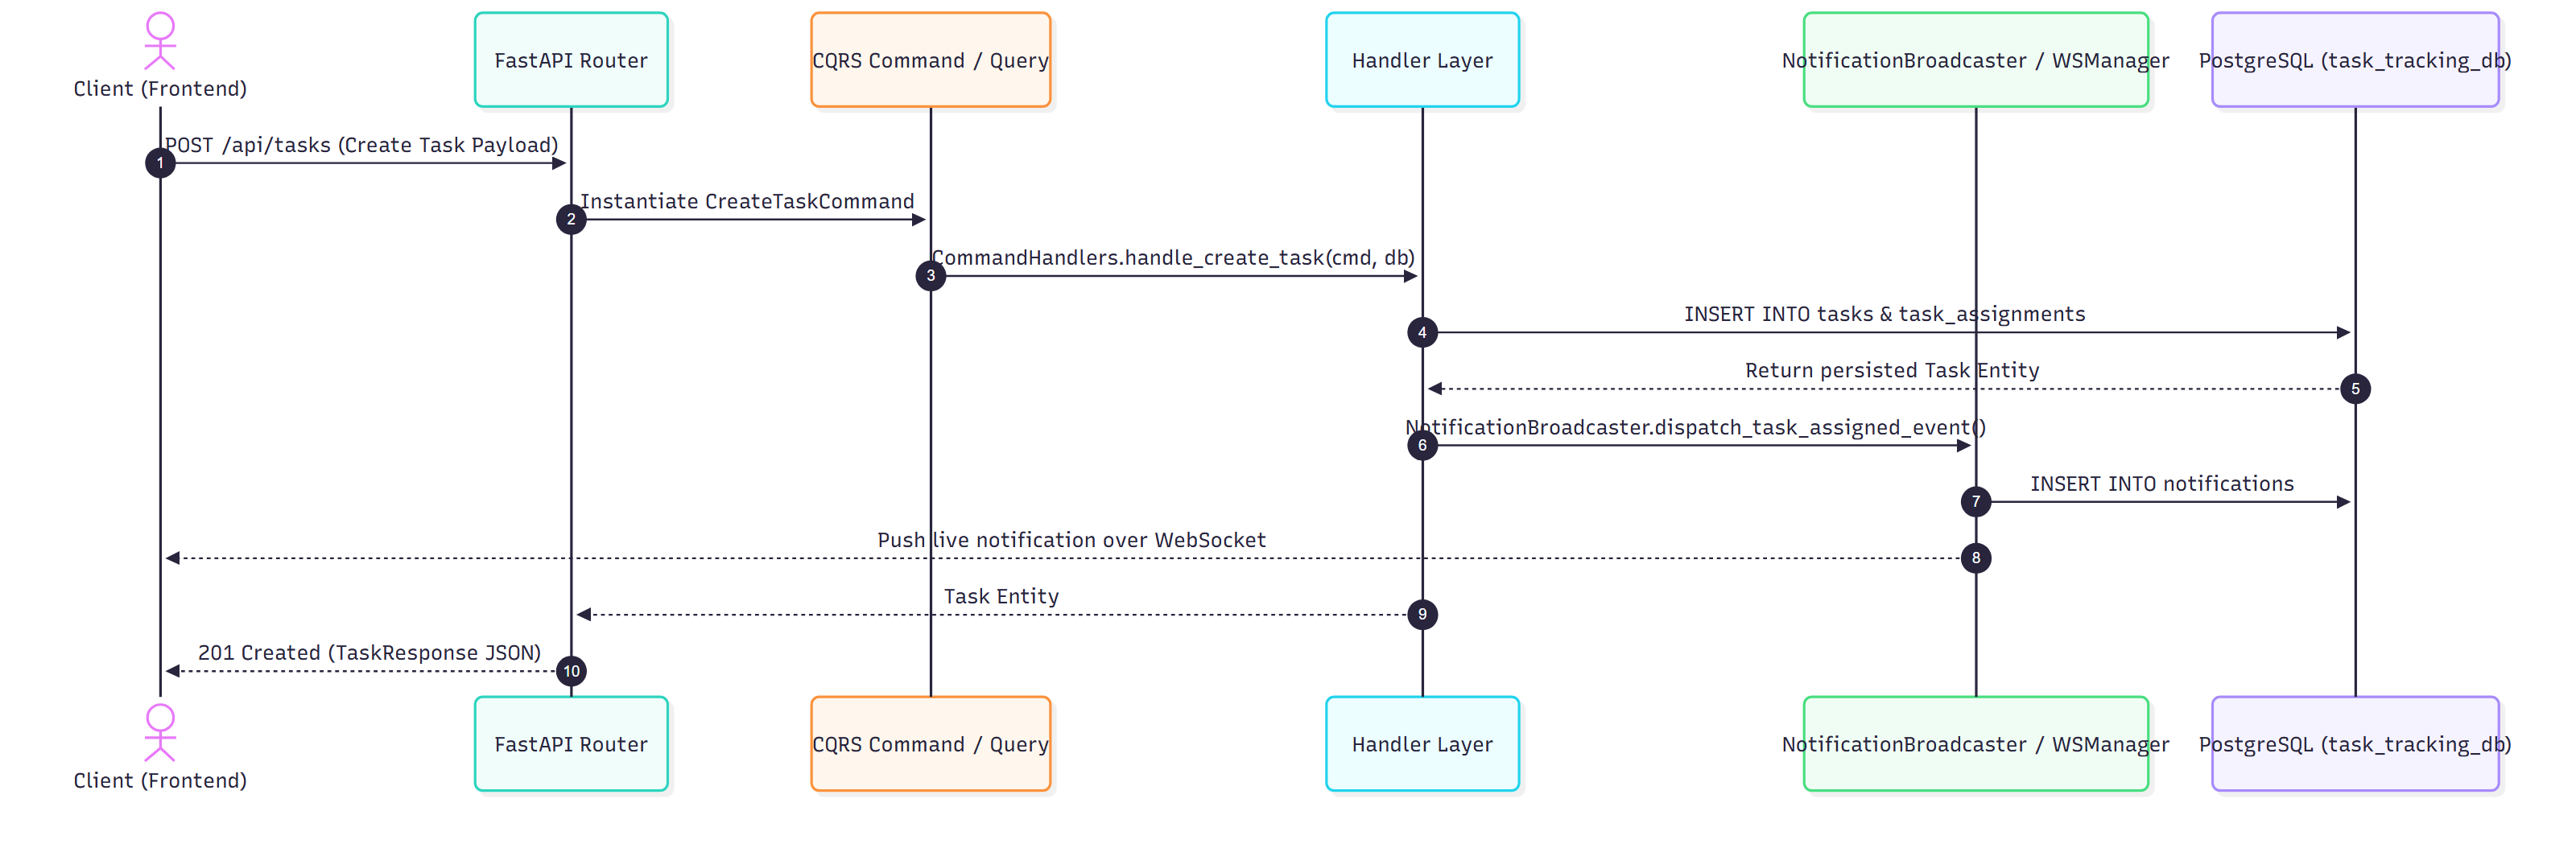 Client (Frontend)
FastAPI Router
CQRS Command / Query
Handler Layer
NotificationBroadcaster / WSManager
PostgreSQL (task_tracking_db)
POST /api/tasks (Create Task Payload)
1
Instantiate CreateTaskCommand
2
CommandHandlers.handle_create_task(cmd, db)
3
INSERT INTO tasks & task_assignments
4
Return persisted Task Entity
5
NotificationBroadcaster.dispatch_task_assigned_event()
6
INSERT INTO notifications
7
Push live notification over WebSocket
8
Task Entity
9
201 Created (TaskResponse JSON)
10
Client (Frontend)
FastAPI Router
CQRS Command / Query
Handler Layer
NotificationBroadcaster / WSManager
PostgreSQL (task_tracking_db)